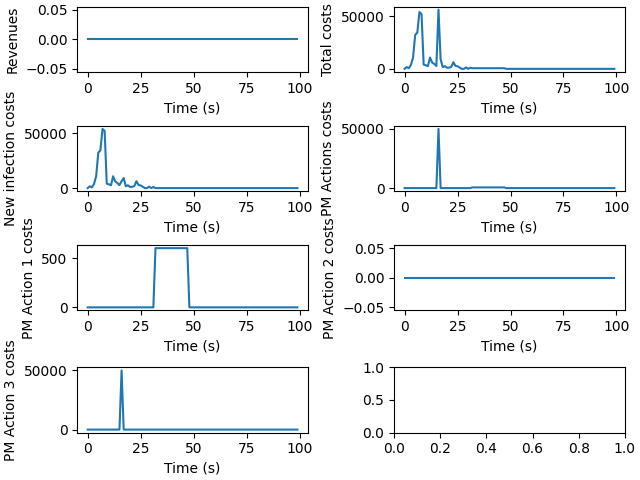 Revenues
0.05
0.00
−0.05
0 25 50 75 100
Time (s)
Total costs
50000
0
0 25 50 75 100
Time (s)
New infection costs
50000
0
0 25 50 75 100
Time (s)
PM Actions costs
50000
0
0 25 50 75 100
Time (s)
PM Action 1 costs
500
0
0 25 50 75 100
Time (s)
PM Action 2 costs
0.05
0.00
−0.05
0 25 50 75 100
Time (s)
PM Action 3 costs
50000
0
0 25 50 75 100
Time (s)
1.0
0.5
0.0
0.0 0.2 0.4 0.6 0.8 1.0